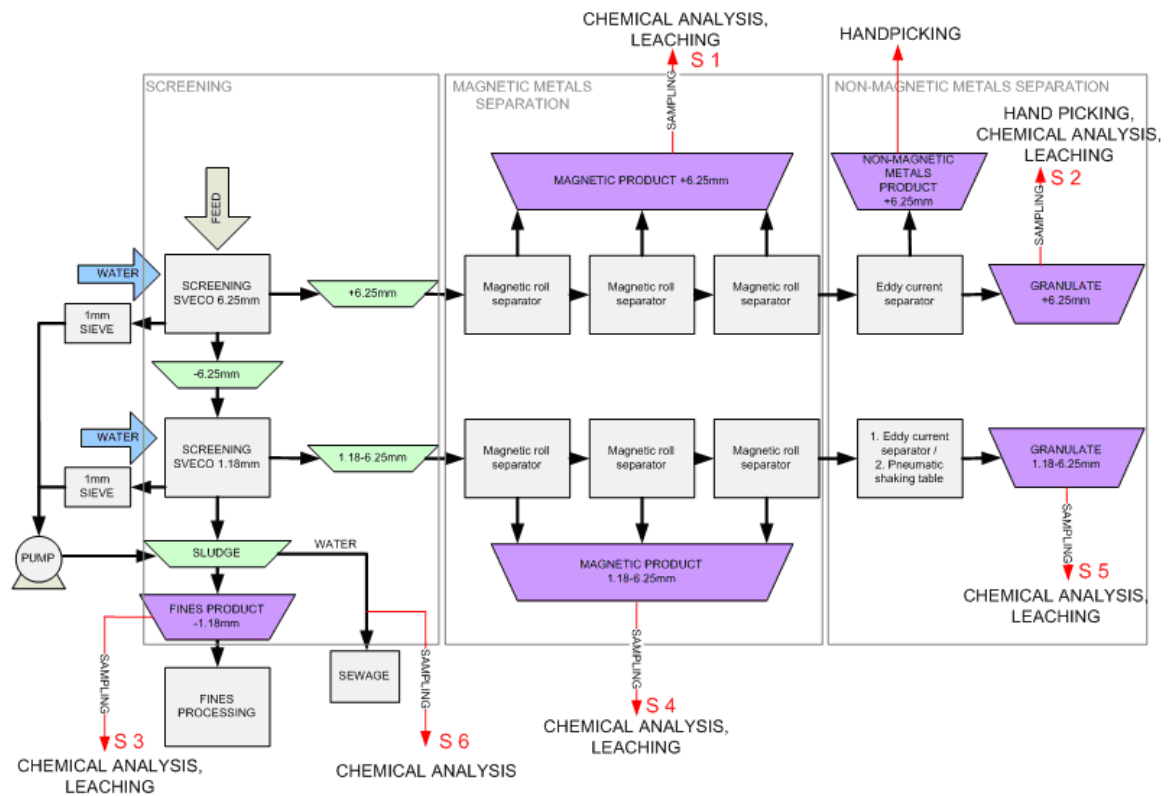 CHEMICAL ANALYSIS,
LEACHING
S 1
SAMPLING
HANDPICKING
SCREENING
MAGNETIC METALS
SEPARATION
NON-MAGNETIC METALS SEPARATION
HAND PICKING,
CHEMICAL ANALYSIS,
LEACHING
S 2
SAMPLING
FEED
MAGNETIC PRODUCT +6.25mm
NON-MAGNETIC
METALS
PRODUCT
+6.25mm
WATER
SCREENING
SVECO 6.25mm
+6.25mm
Magnetic roll
separator
Magnetic roll
separator
Magnetic roll
separator
Eddy current
separator
GRANULATE
+6.25mm
1mm
SIEVE
-6.25mm
WATER
SCREENING
SVECO 1.18mm
1.18-6.25mm
Magnetic roll
separator
Magnetic roll
separator
Magnetic roll
separator
1. Eddy current
separator /
2. Pneumatic
shaking table
GRANULATE
1.18-6.25mm
1mm
SIEVE
PUMP
SLUDGE
WATER
MAGNETIC PRODUCT
1.18-6.25mm
SAMPLING
S 5
CHEMICAL ANALYSIS,
LEACHING
FINES PRODUCT
-1.18mm
SEWAGE
FINES
PROCESSING
SAMPLING
S 3
CHEMICAL ANALYSIS,
LEACHING
SAMPLING
S 6
CHEMICAL ANALYSIS
SAMPLING
S 4
CHEMICAL ANALYSIS,
LEACHING